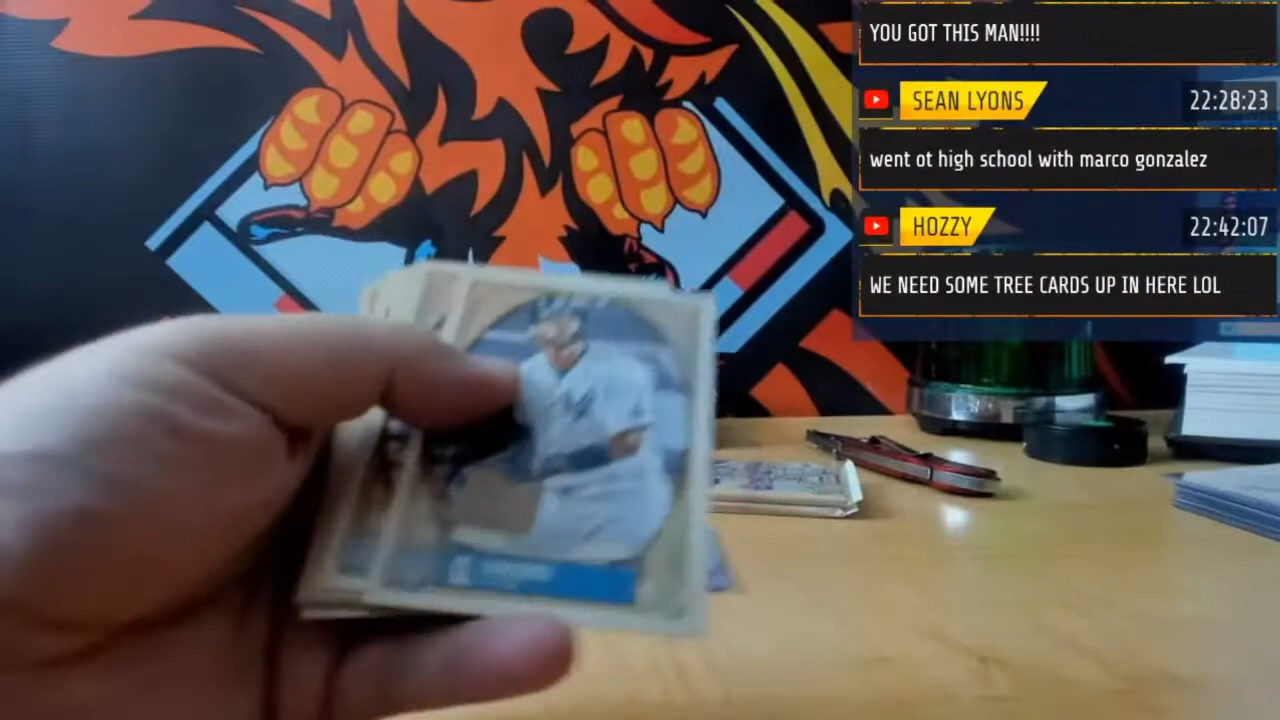 YOU GOT THIS MAN!!!!
SEAN LYONS
22:28:23
went ot high school with marco gonzalez
HOZZY
22:42:07
WE NEED SOME TREE CARDS UP IN HERE LOL